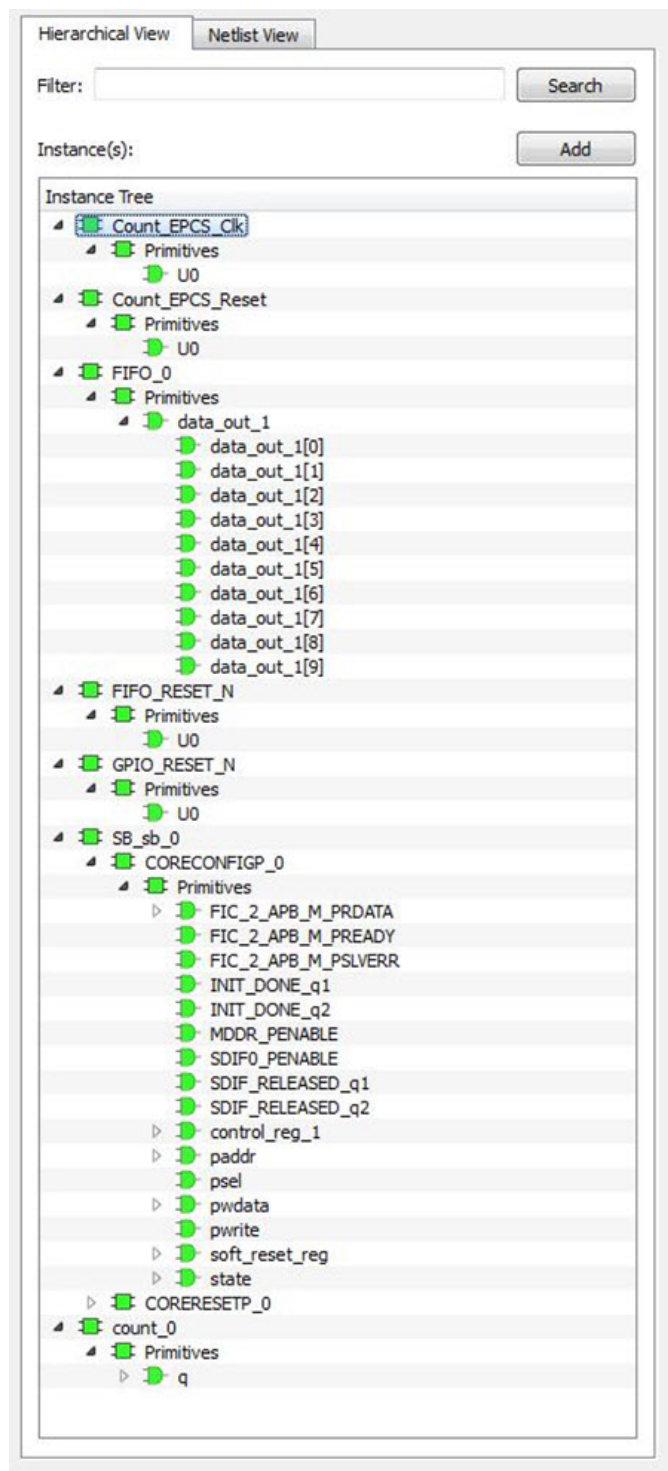 Hierarchical View Netlist View
Filter: Search
Instance(s): Add
Instance Tree
Count_EPCS_Clk
Primitives
U0
Count_EPCS_Reset
Primitives
U0
FIFO_0
Primitives
data_out_1
data_out_1[0]
data_out_1[1]
data_out_1[2]
data_out_1[3]
data_out_1[4]
data_out_1[5]
data_out_1[6]
data_out_1[7]
data_out_1[8]
data_out_1[9]
FIFO_RESET_N
Primitives
U0
GPIO_RESET_N
Primitives
U0
SB_sb_0
CORECONFIGP_0
Primitives
FIC_2_APB_M_PRDATA
FIC_2_APB_M_PREADY
FIC_2_APB_M_PSLVERR
INIT_DONE_q1
INIT_DONE_q2
MDDR_PENABLE
SDIF0_PENABLE
SDIF_RELEASED_q1
SDIF_RELEASED_q2
control_reg_1
paddr
psel
pwdata
pwrite
soft_reset_reg
state
CORERESETP_0
count_0
Primitives
q